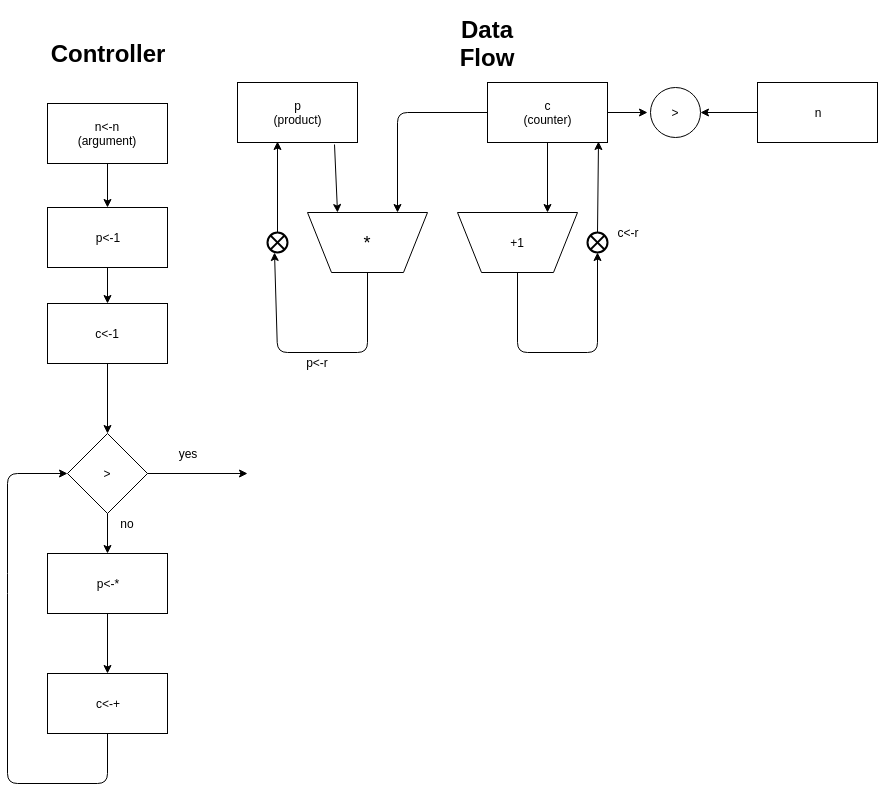 Controller
n<-n
(argument)
p<-1
c<-1
>
yes
no
p<-*
c<-+
Data
Flow
p
(product)
c
(counter)
>
n
*
+1
c<-r
p<-r